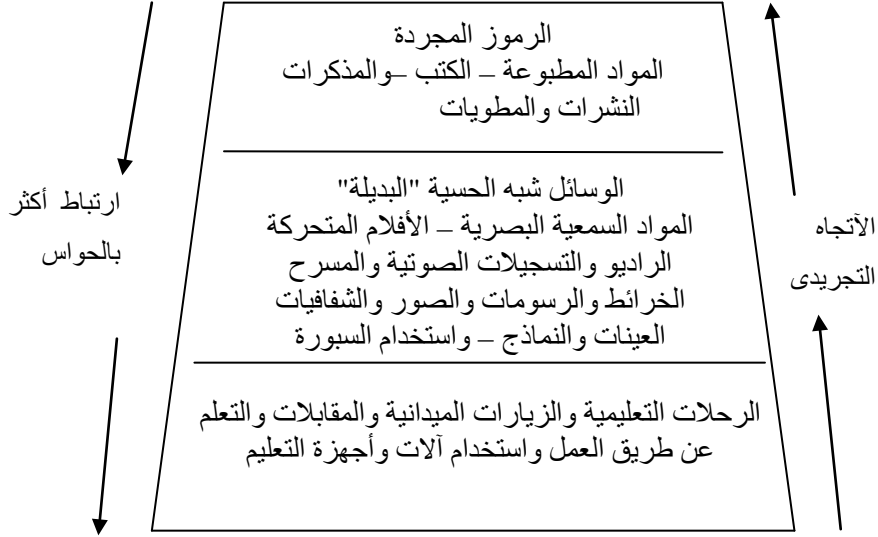 الرموز المجردة
المواد المطبوعة – الكتب –والمذكرات
النشرات والمطويات
الوسائل شبه الحسية "البديلة"
المواد السمعية البصرية – الأفلام المتحركة
الراديو والتسجيلات الصوتية والمسرح
الخرائط والرسومات والصور والشفافيات
العينات والنماذج – واستخدام السبورة
الرحلات التعليمية والزيارات الميدانية والمقابلات والتعلم
عن طريق العمل واستخدام آلات وأجهزة التعليم
الآتجاه
التجريدى
ارتباط أكثر
بالحواس